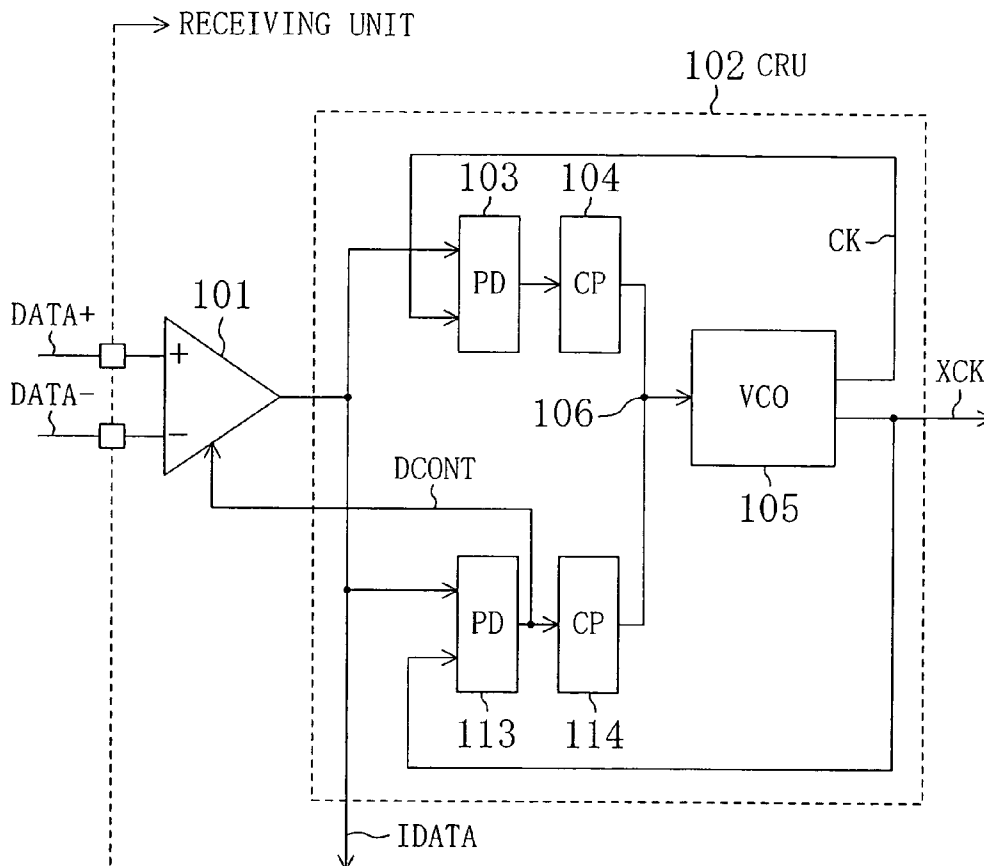 RECEIVING UNIT
102 CRU
103
104
PD
CP
CK
101
DATA+
+
DATA-
-
106
VCO
XCK
105
DCONT
PD
CP
113
114
IDATA